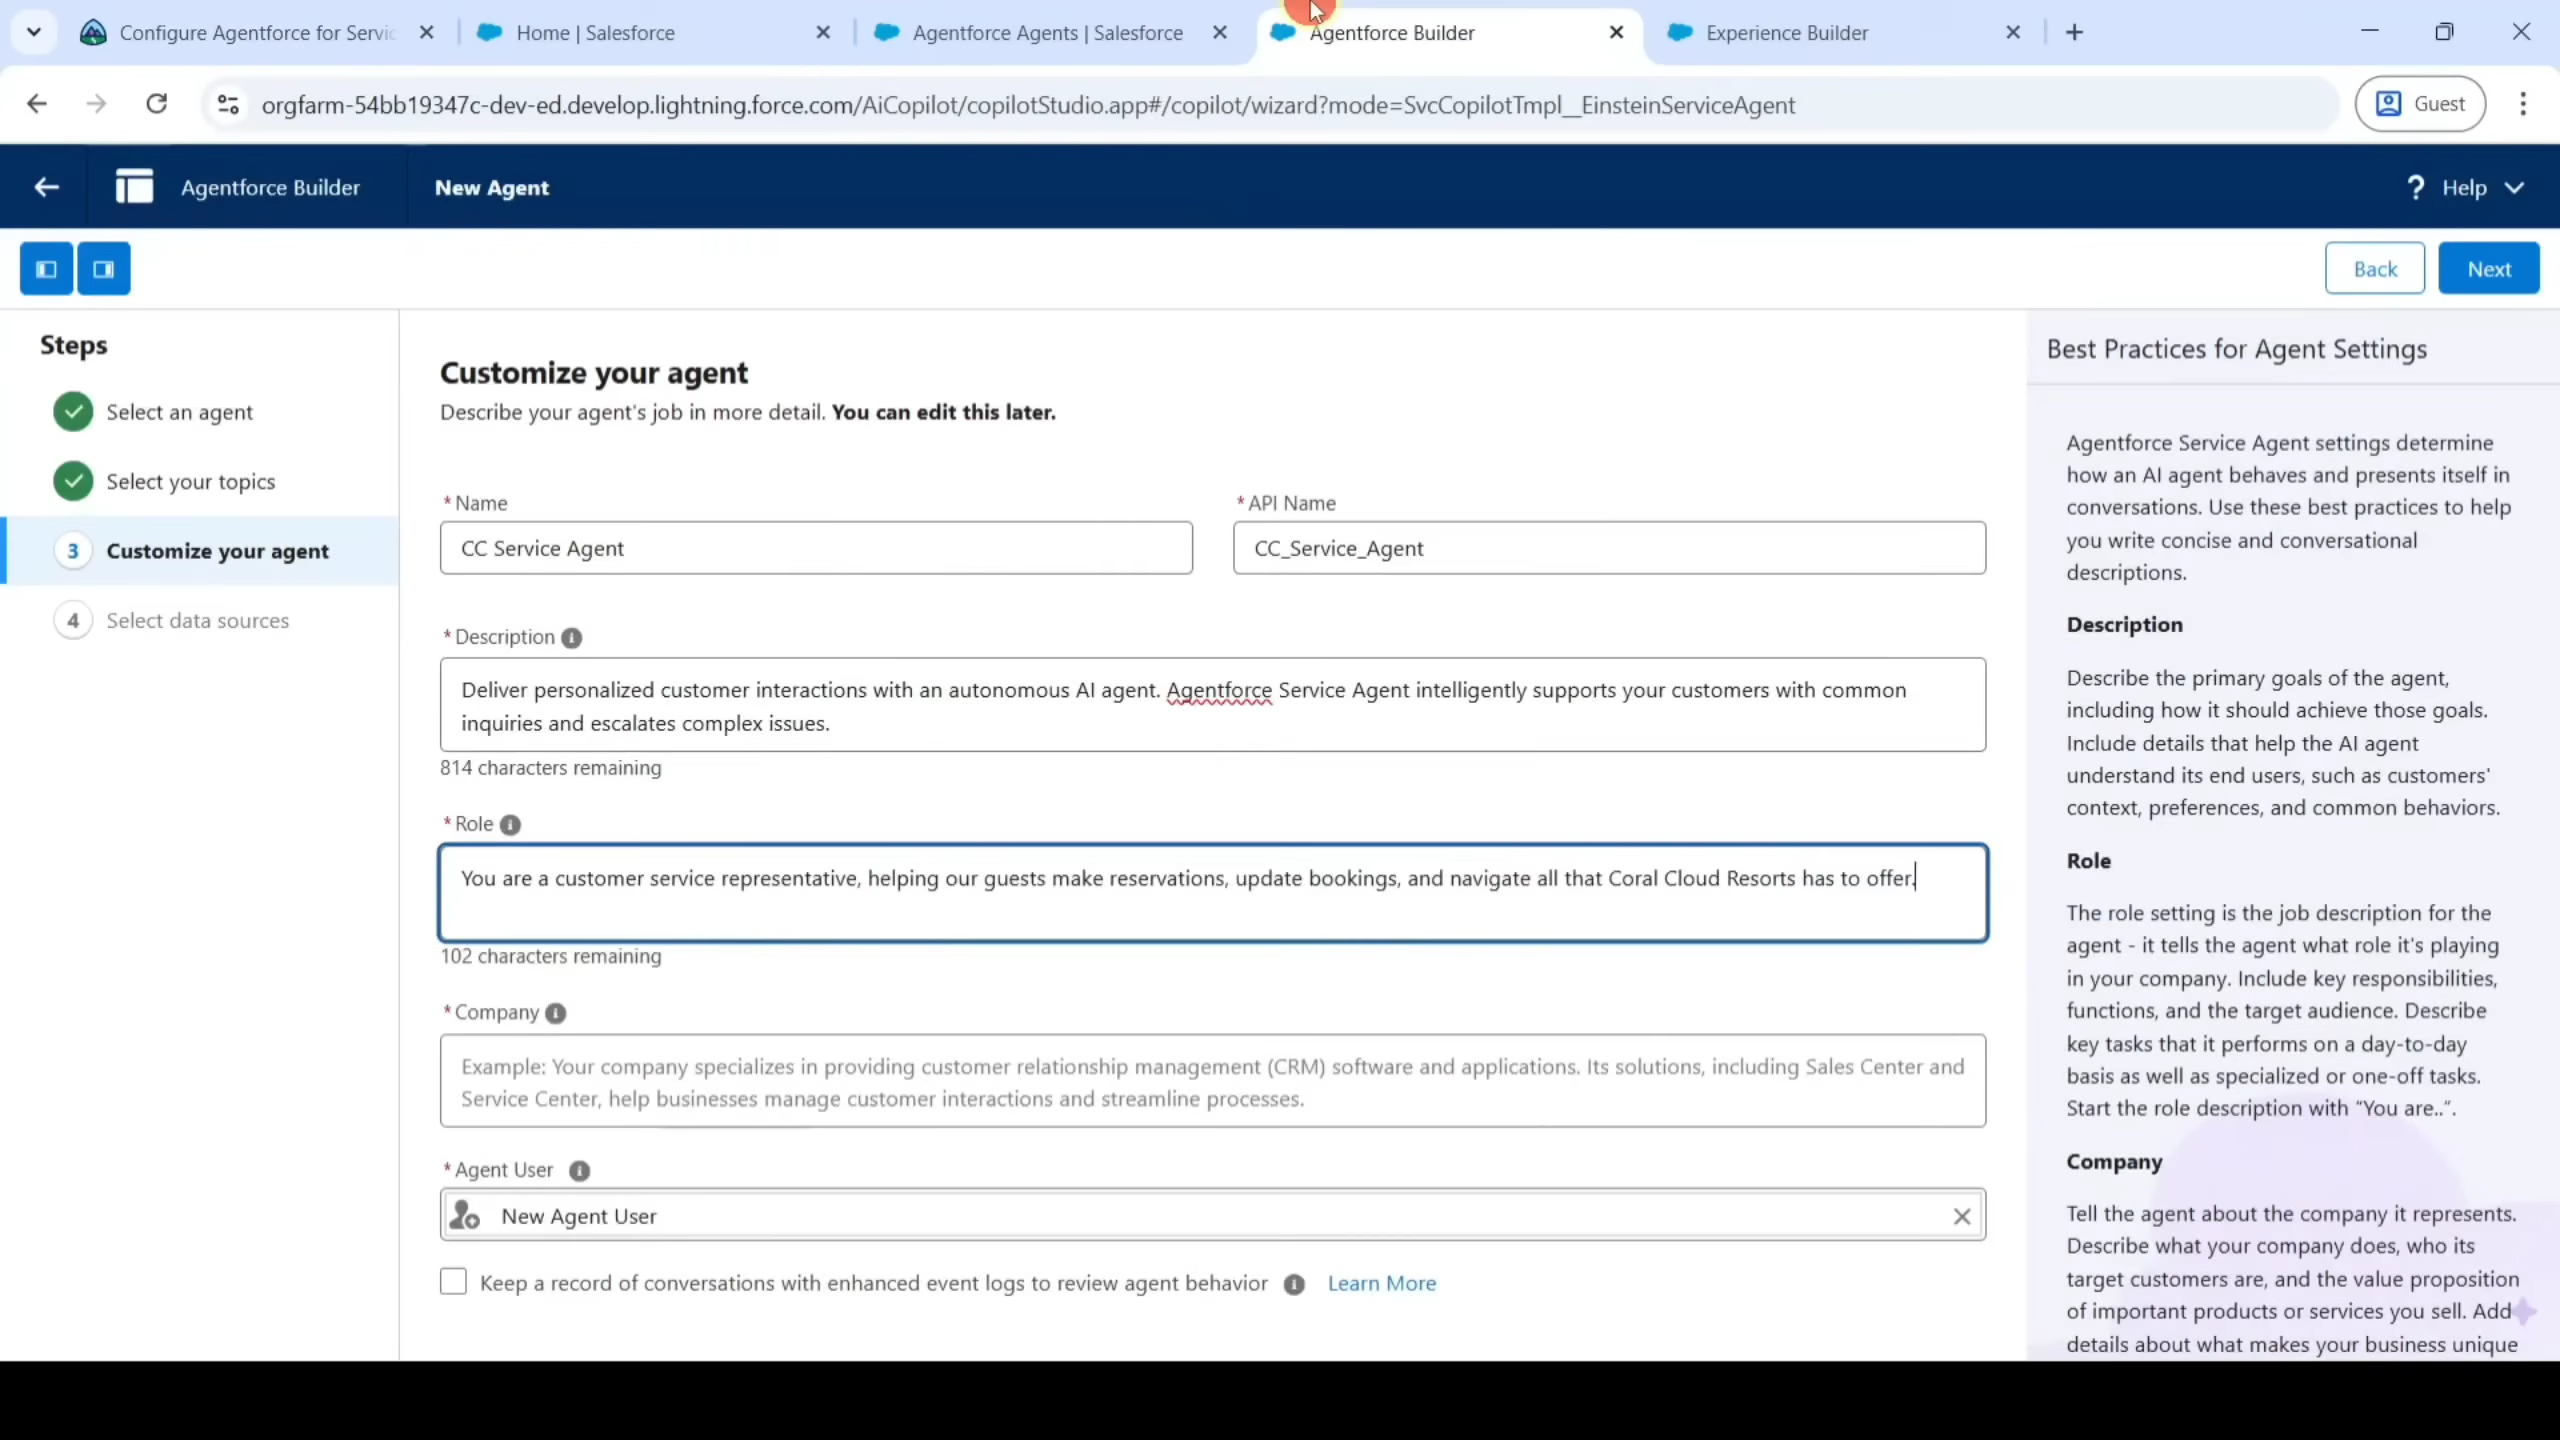 Configure Agentforce for Servic
Home | Salesforce
Agentforce Agents | Salesforce
Agentforce Builder
Experience Builder
orgfarm-54bb19347c-dev-ed.develop.lightning.force.com/AiCopilot/copilotStudio.app#/copilot/wizard?mode=SvcCopilotTmpl__EinsteinServiceAgent
Guest
Agentforce Builder
New Agent
? Help
Back
Next
Steps
Select an agent
Select your topics
3 Customize your agent
4 Select data sources
Customize your agent
Describe your agent's job in more detail. You can edit this later.
* Name
CC Service Agent
* API Name
CC_Service_Agent
* Description
Deliver personalized customer interactions with an autonomous AI agent. Agentforce Service Agent intelligently supports your customers with common
inquiries and escalates complex issues.
814 characters remaining
* Role
You are a customer service representative, helping our guests make reservations, update bookings, and navigate all that Coral Cloud Resorts has to offer.
102 characters remaining
* Company
Example: Your company specializes in providing customer relationship management (CRM) software and applications. Its solutions, including Sales Center and
Service Center, help businesses manage customer interactions and streamline processes.
* Agent User
New Agent User
Keep a record of conversations with enhanced event logs to review agent behavior
Learn More
Best Practices for Agent Settings
Agentforce Service Agent settings determine
how an AI agent behaves and presents itself in
conversations. Use these best practices to help
you write concise and conversational
descriptions.
Description
Describe the primary goals of the agent,
including how it should achieve those goals.
Include details that help the AI agent
understand its end users, such as customers'
context, preferences, and common behaviors.
Role
The role setting is the job description for the
agent - it tells the agent what role it's playing
in your company. Include key responsibilities,
functions, and the target audience. Describe
key tasks that it performs on a day-to-day
basis as well as specialized or one-off tasks.
Start the role description with “You are..“.
Company
Tell the agent about the company it represents.
Describe what your company does, who its
target customers are, and the value proposition
of important products or services you sell. Add
details about what makes your business unique